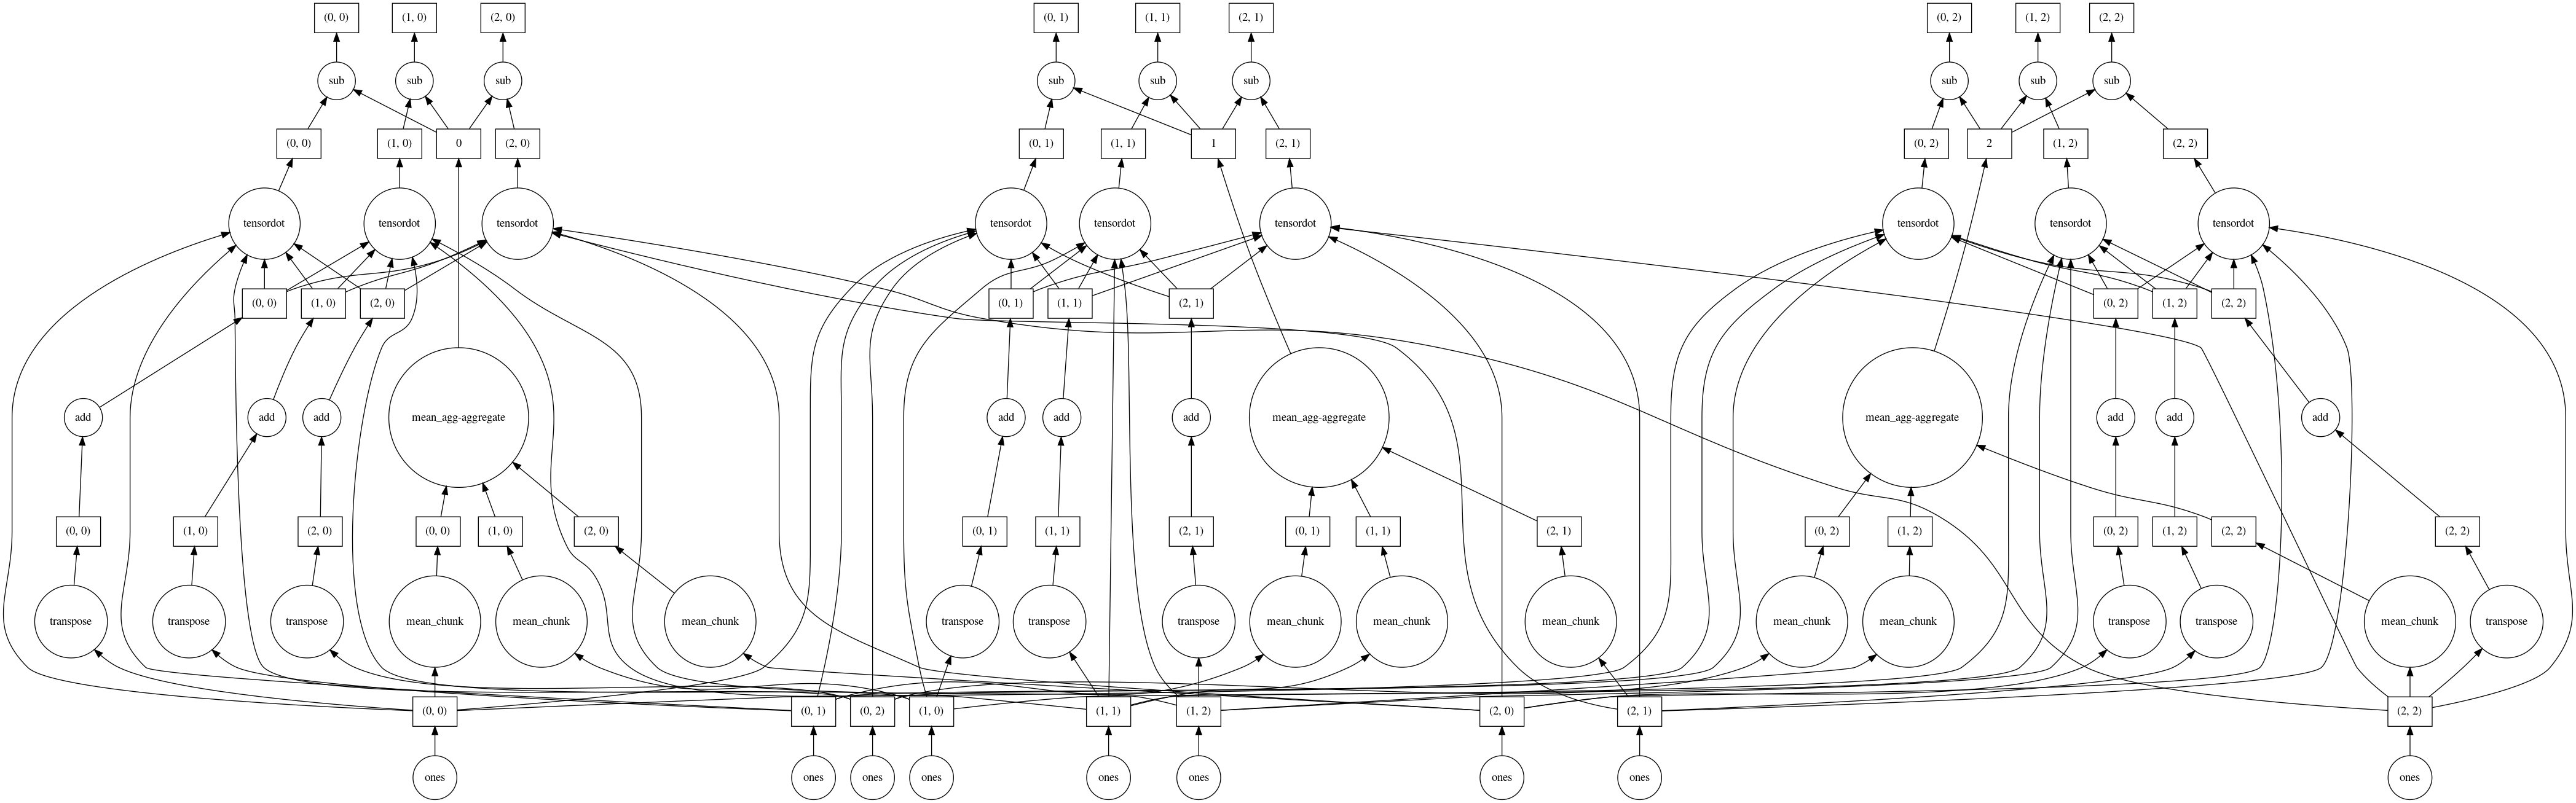 (0, 0) (1, 0) (2, 0) (0, 1) (1, 1) (2, 1) (0, 2) (1, 2) (2, 2)
sub sub sub sub sub sub sub sub sub
(0, 0) (1, 0) 0 (2, 0) (0, 1) (1, 1) 1 (2, 1) (0, 2) 2 (1, 2) (2, 2)
tensordot tensordot tensordot tensordot tensordot tensordot tensordot tensordot tensordot
(0, 0) (1, 0) (2, 0) (0, 1) (1, 1) (2, 1) (0, 2) (1, 2) (2, 2)
add add add mean_agg-aggregate add add add mean_agg-aggregate mean_agg-aggregate add add add
(0, 0) (1, 0) (2, 0) (0, 0) (1, 0) (2, 0) (0, 1) (1, 1) (2, 1) (0, 1) (1, 1) (2, 1) (0, 2) (1, 2) (0, 2) (1, 2) (2, 2) (2, 2)
transpose transpose transpose mean_chunk mean_chunk mean_chunk transpose transpose transpose mean_chunk mean_chunk mean_chunk mean_chunk mean_chunk transpose transpose mean_chunk transpose
(0, 0) (0, 1) (0, 2) (1, 0) (1, 1) (1, 2) (2, 0) (2, 1) (2, 2)
ones ones ones ones ones ones ones ones ones